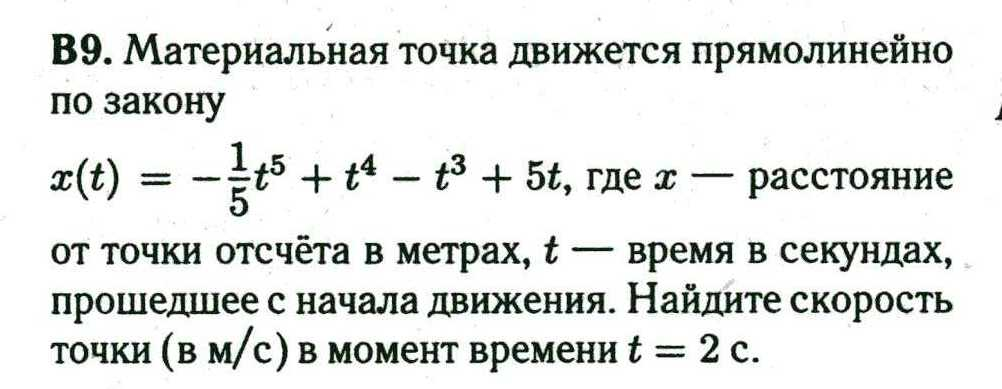 В9. Материальная точка движется прямолинейно
по закону
x(t) = −1/5t⁵ + t⁴ − t³ + 5t, где x — расстояние
от точки отсчёта в метрах, t — время в секундах,
прошедшее с начала движения. Найдите скорость
точки (в м/с) в момент времени t = 2 с.